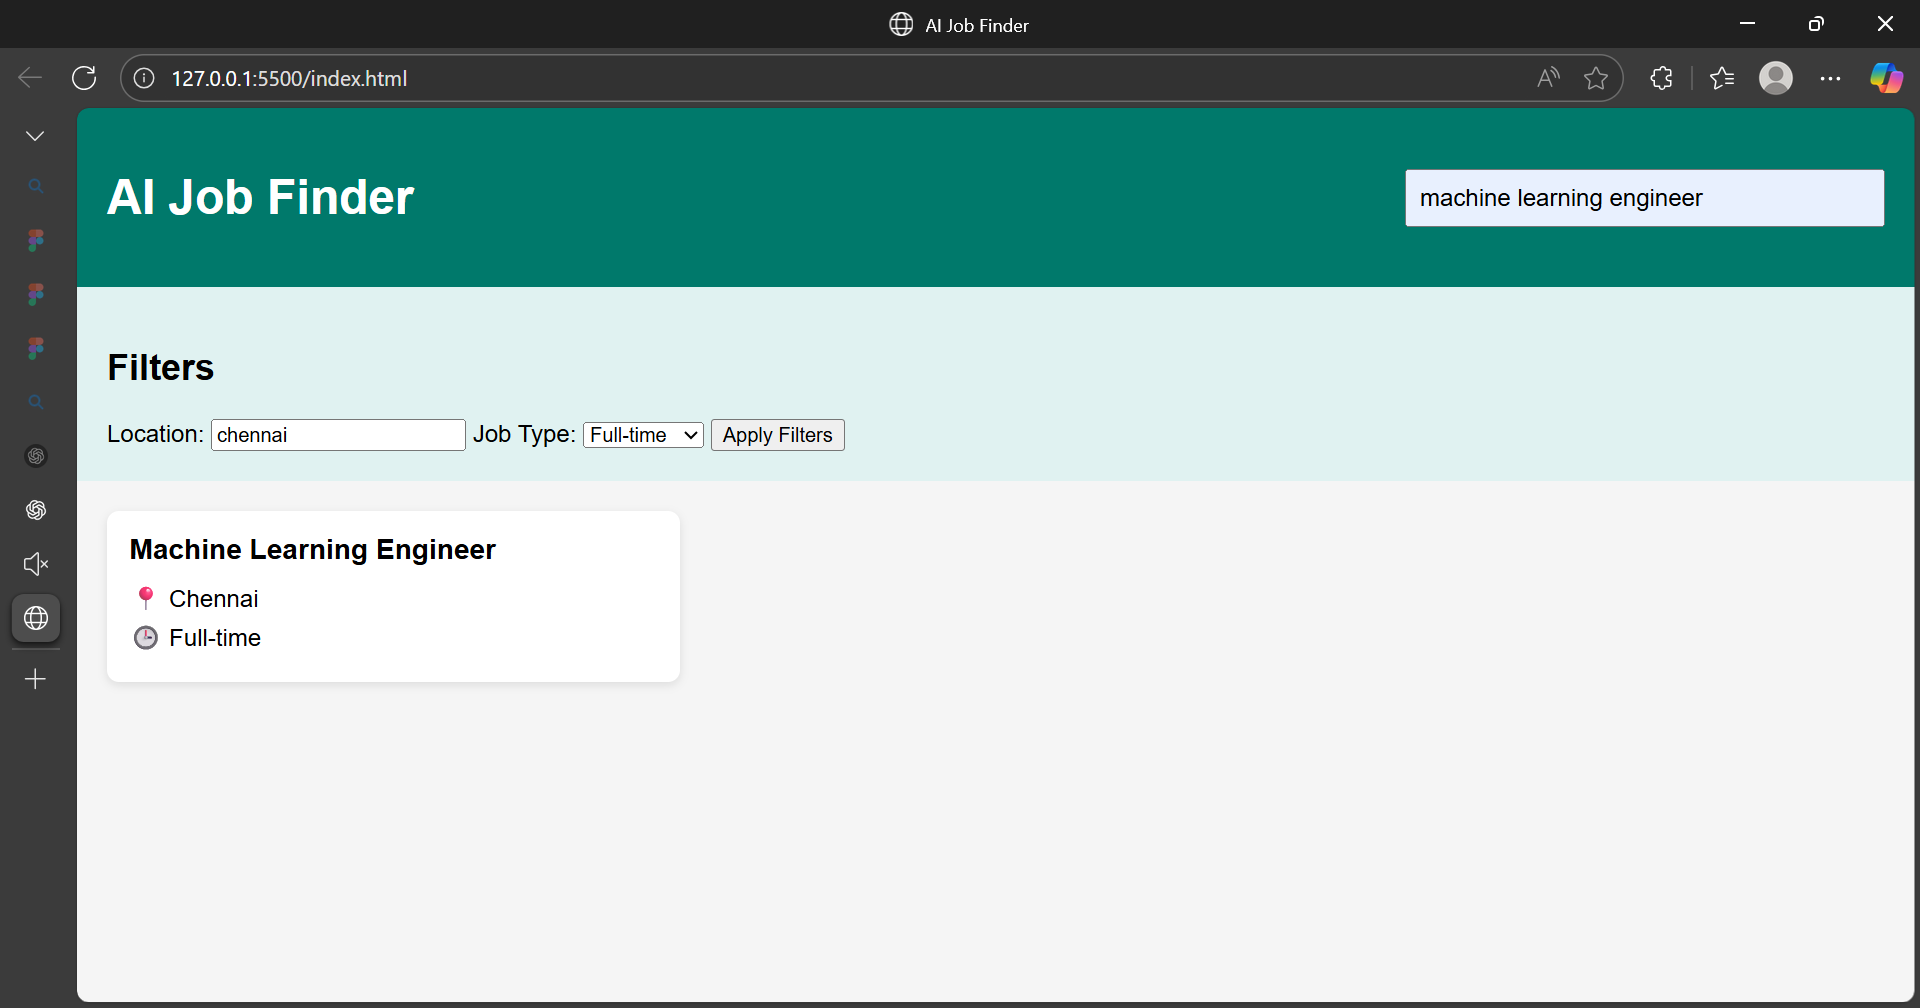 AI Job Finder
127.0.0.1:5500/index.html
AI Job Finder
machine learning engineer
Filters
Location: chennai Job Type: Full-time Apply Filters
Machine Learning Engineer
Chennai
Full-time